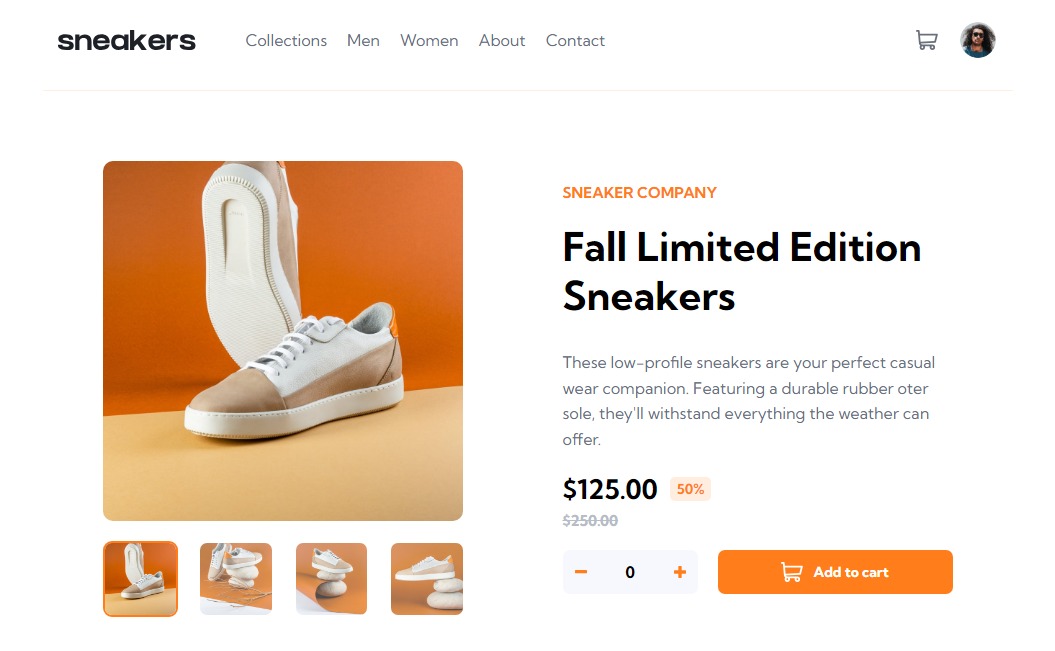 sneakers
Collections Men Women About Contact
SNEAKER COMPANY
Fall Limited Edition
Sneakers
These low-profile sneakers are your perfect casual
wear companion. Featuring a durable rubber oter
sole, they'll withstand everything the weather can
offer.
$125.00 50%
$250.00
0
Add to cart